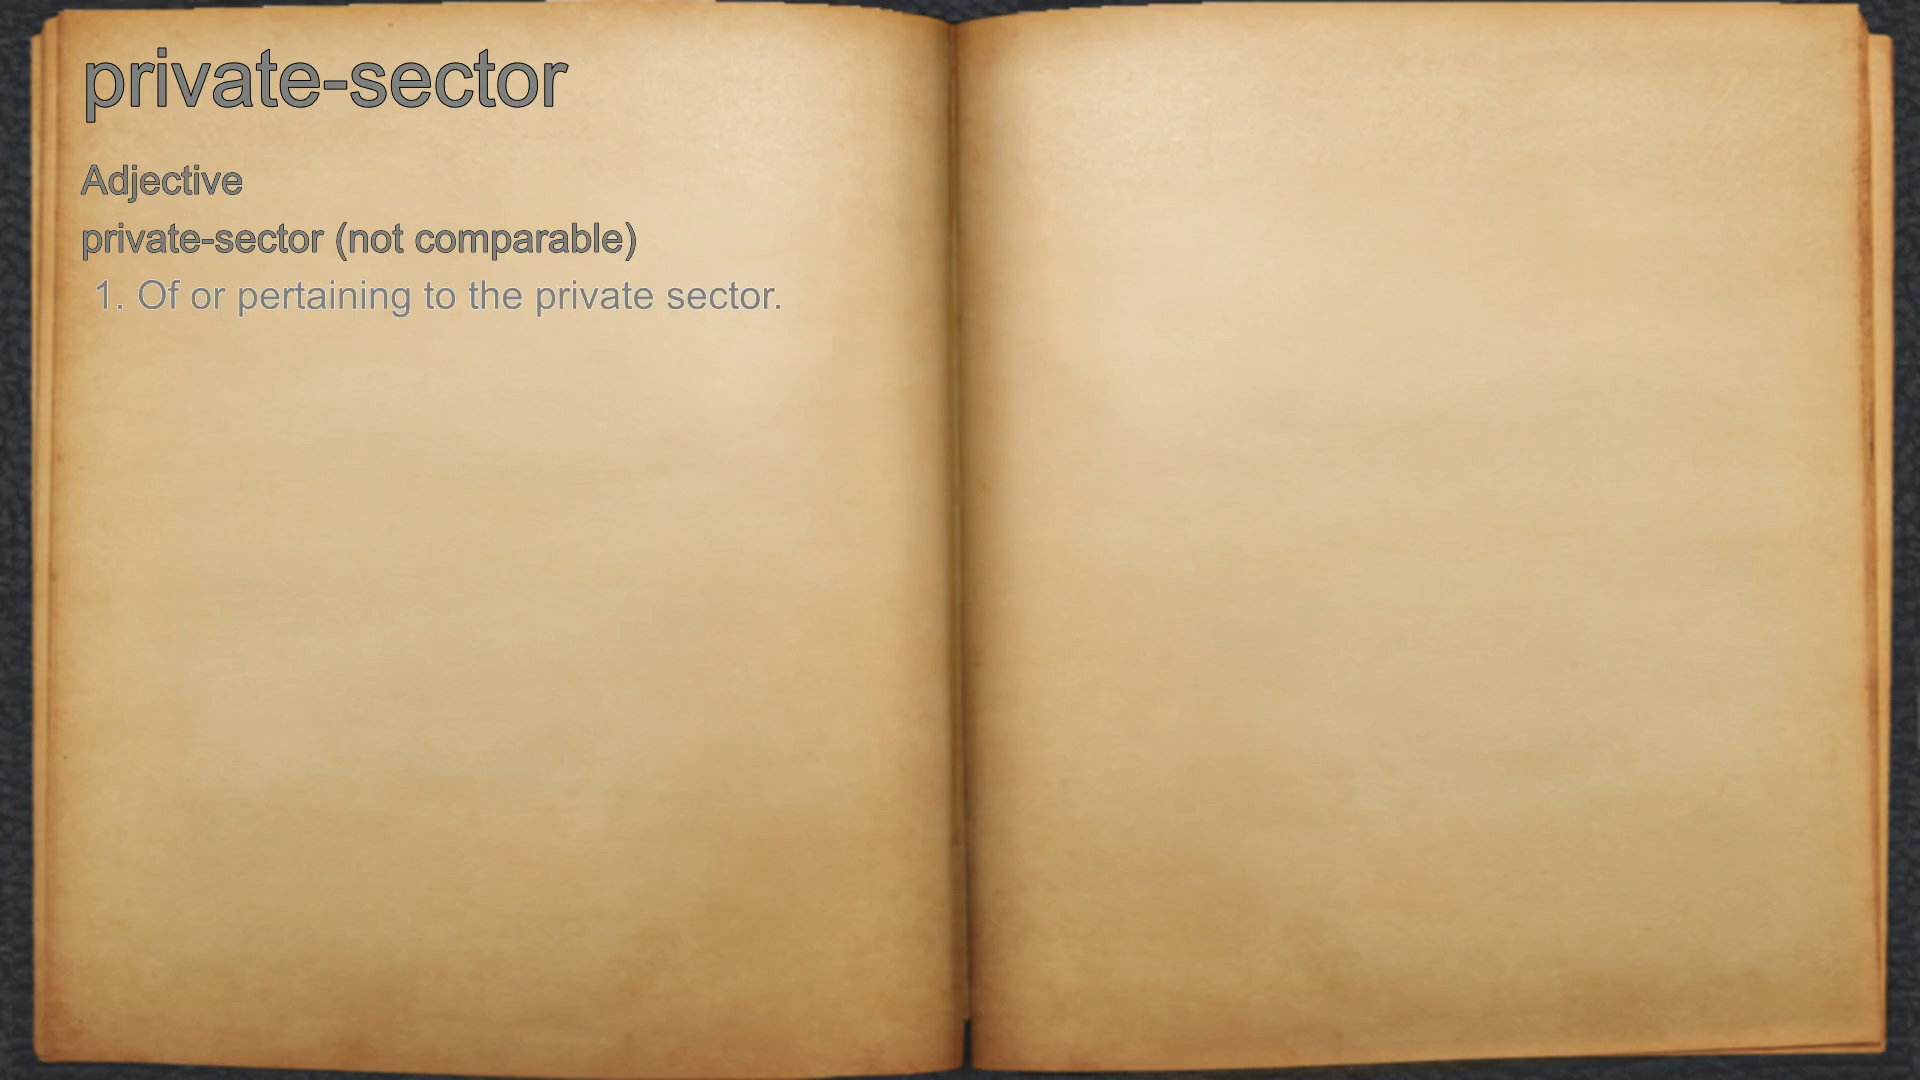 private-sector
Adjective
private-sector (not comparable)
1. Of or pertaining to the private sector.